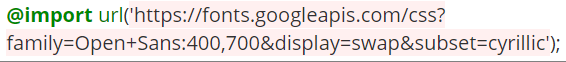 @import url('https://fonts.googleapis.com/css?
family=Open+Sans:400,700&display=swap&subset=cyrillic');